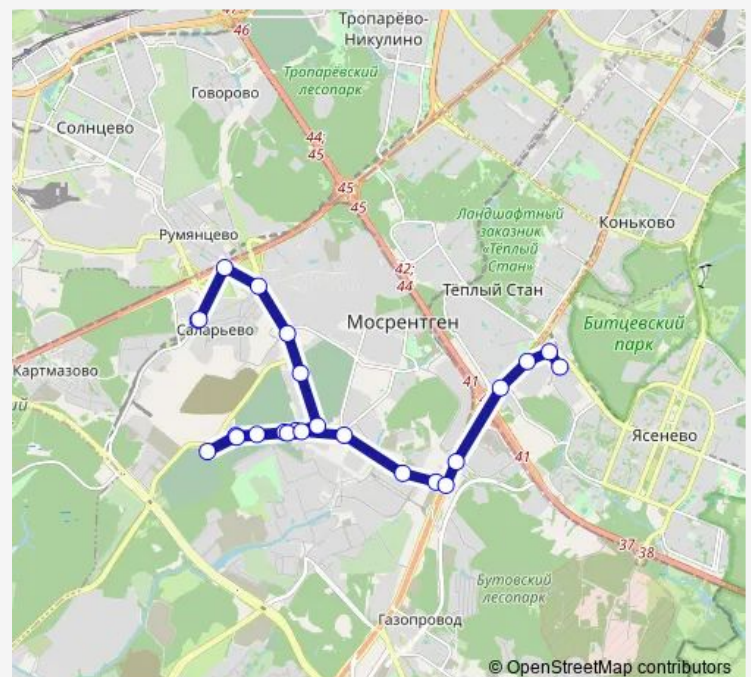 46
Тропарёво-
Никулино
Говорово
Тропарёвский
лесопарк
Солнцево
44;
45
45
45
Румянцево
Ландшафтный
заказник
«Тёплый
Стан»
Коньково
42;
44
Теплый Стан
Саларьево
Мосрентген
Битцевский
парк
Картмазово
41
Ясенево
41
37
38
Бутовский
лесопарк
Газопровод
© OpenStreetMap contributors